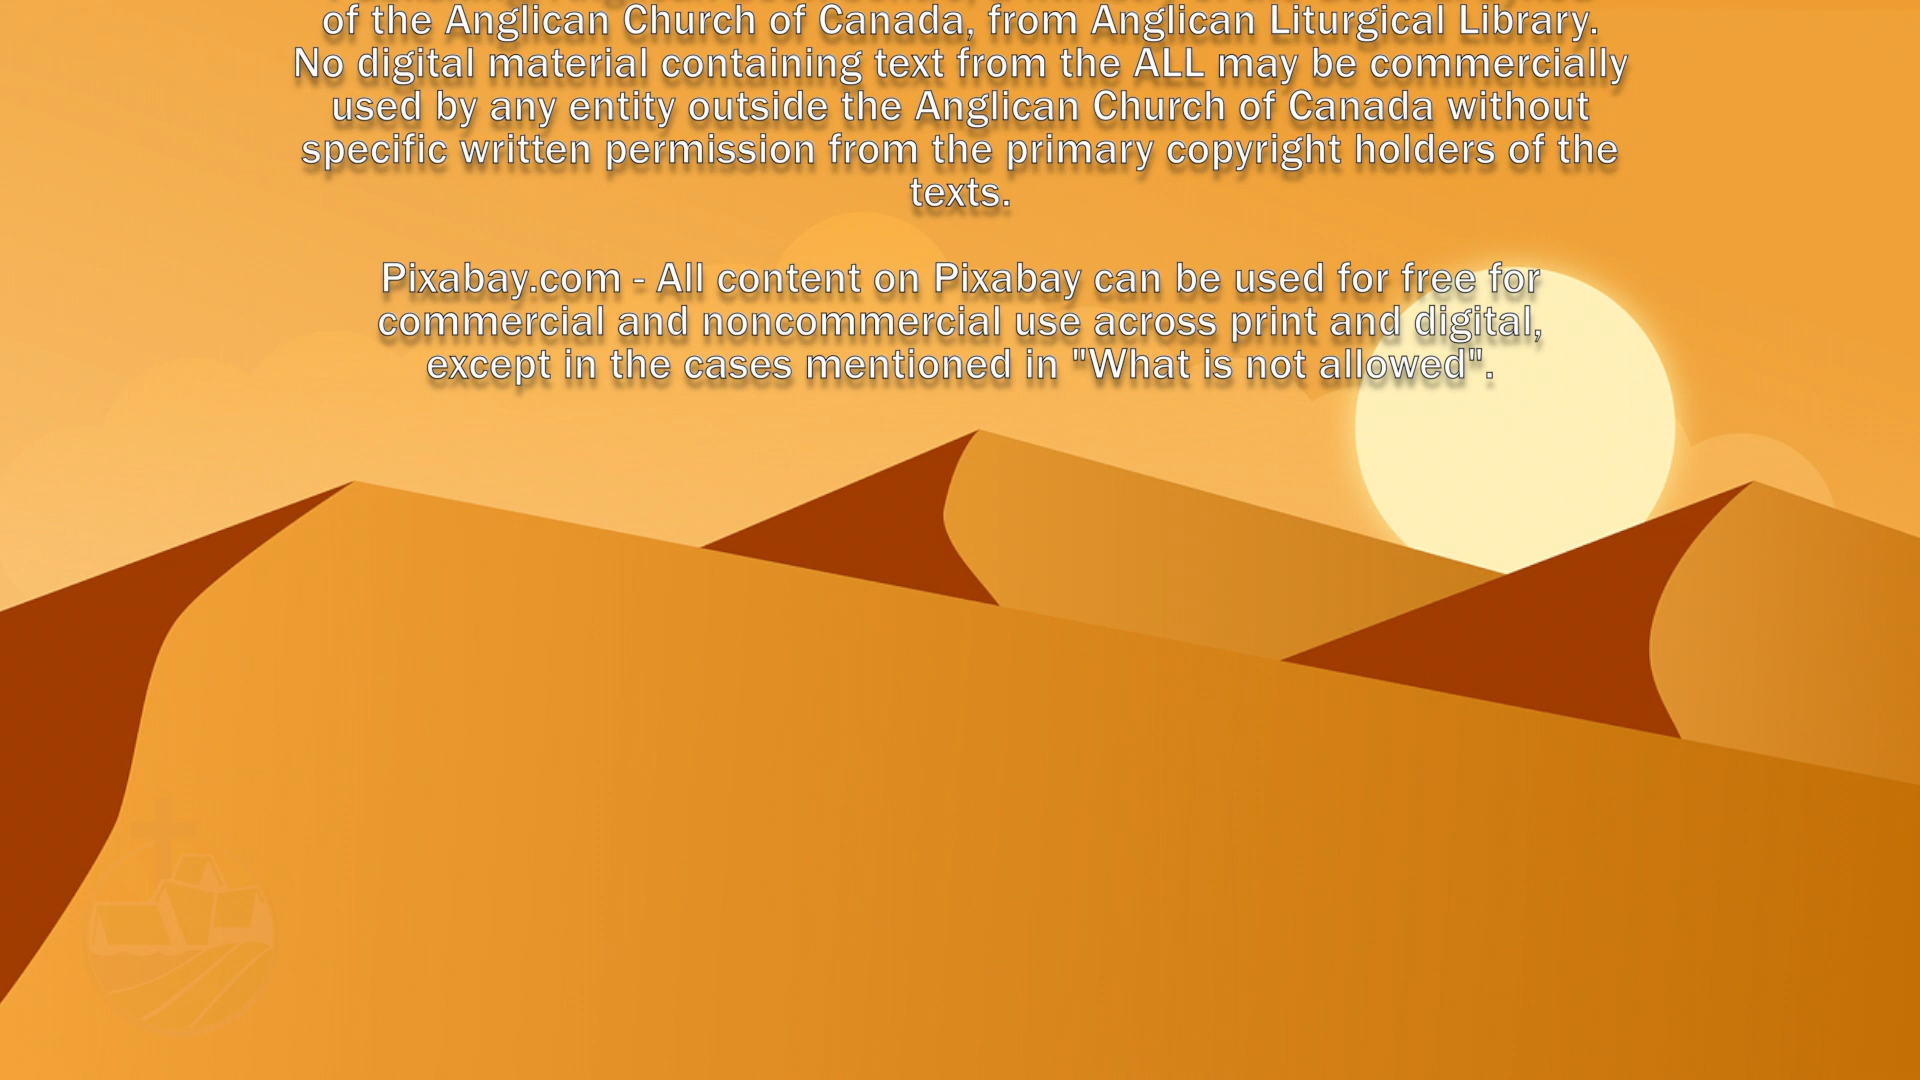 of the Anglican Church of Canada, from Anglican Liturgical Library.
No digital material containing text from the ALL may be commercially
used by any entity outside the Anglican Church of Canada without
specific written permission from the primary copyright holders of the
texts.
Pixabay.com - All content on Pixabay can be used for free for
commercial and noncommercial use across print and digital,
except in the cases mentioned in "What is not allowed".